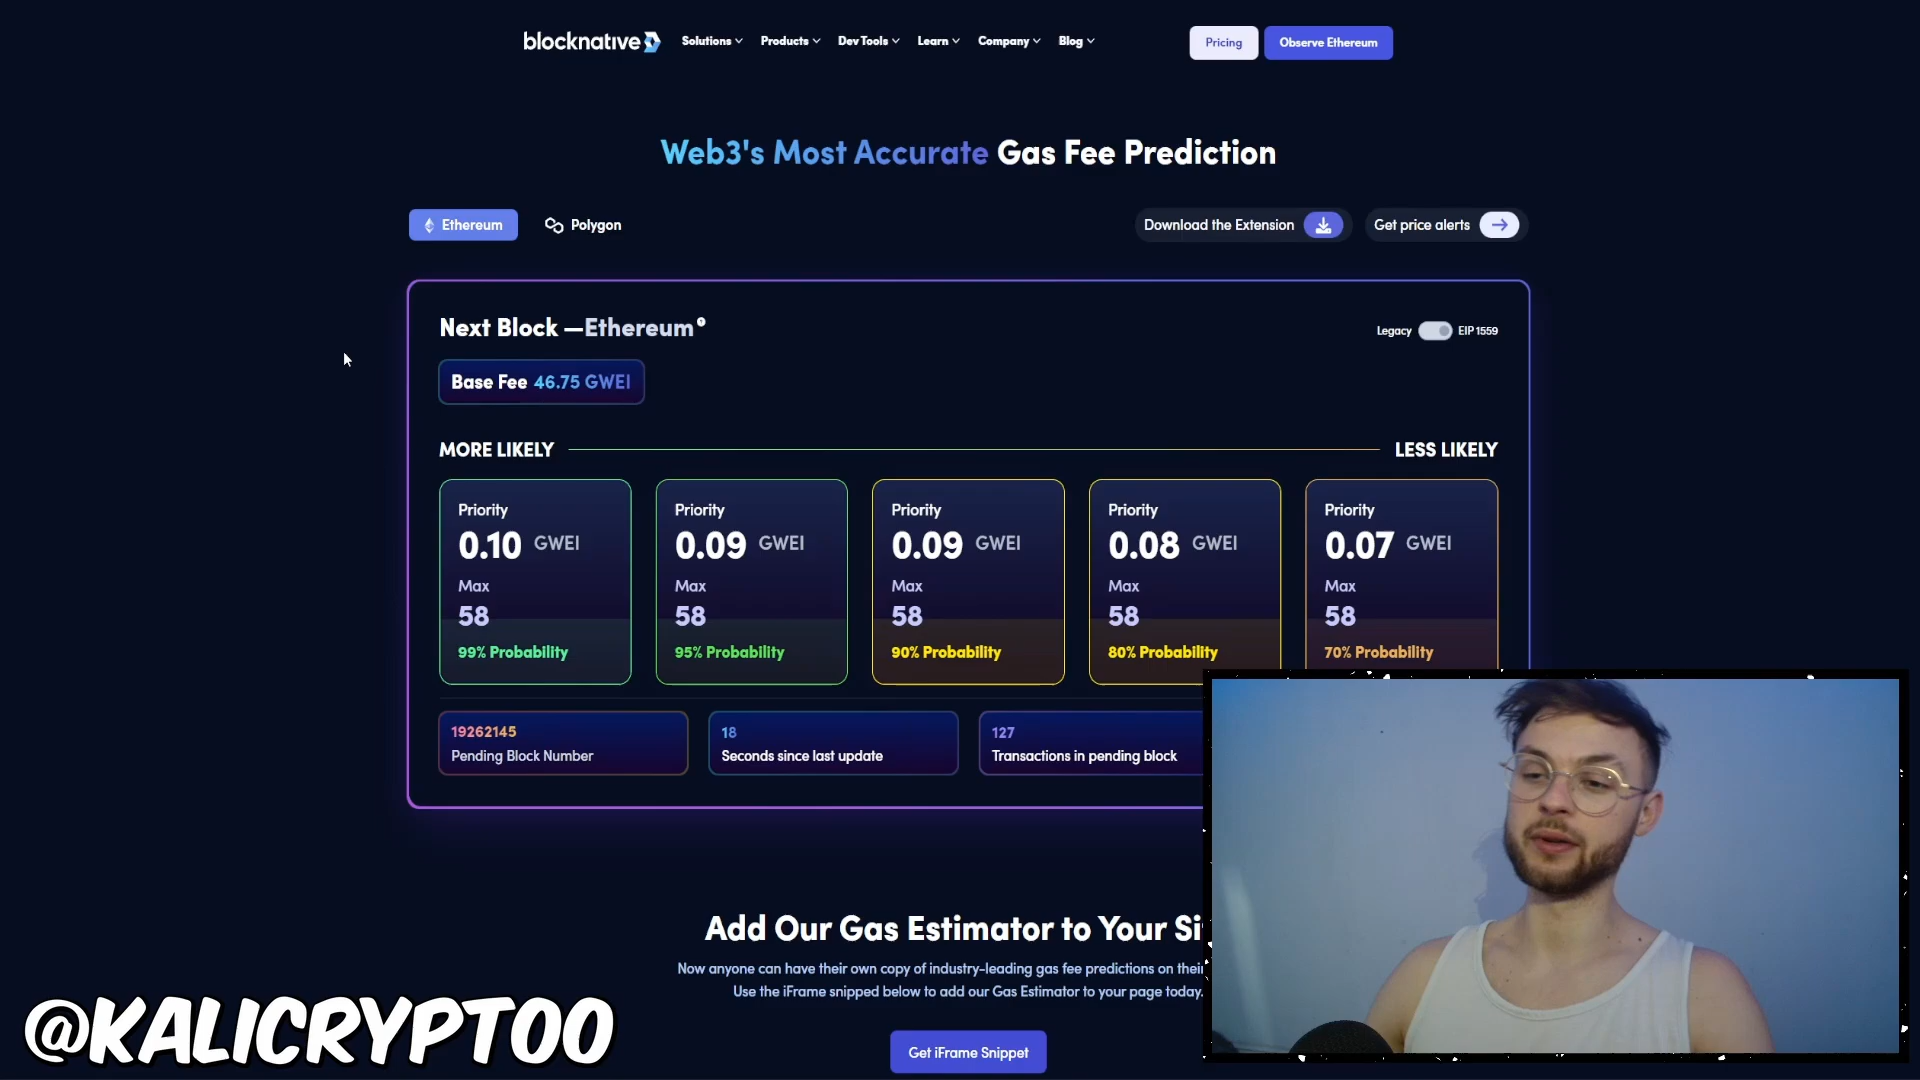 blocknative
Solutions Products Dev Tools Learn Company Blog
Pricing
Observe Ethereum
Web3's Most Accurate Gas Fee Prediction
Ethereum
Polygon
Download the Extension
Get price alerts
Next Block —Ethereum
Legacy
EIP 1559
Base Fee 46.75 GWEI
MORE LIKELY
LESS LIKELY
Priority
0.10 GWEI
Max
58
99% Probability
Priority
0.09 GWEI
Max
58
95% Probability
Priority
0.09 GWEI
Max
58
90% Probability
Priority
0.08 GWEI
Max
58
80% Probability
Priority
0.07 GWEI
Max
58
70% Probability
19262145
Pending Block Number
18
Seconds since last update
127
Transactions in pending block
Add Our Gas Estimator to Your
Now anyone can have their own copy of industry-leading gas fee predictions on
Use the iFrame snipped below to add our Gas Estimator to your page today.
Get iFrame Snippet
@KALICRYPTOO